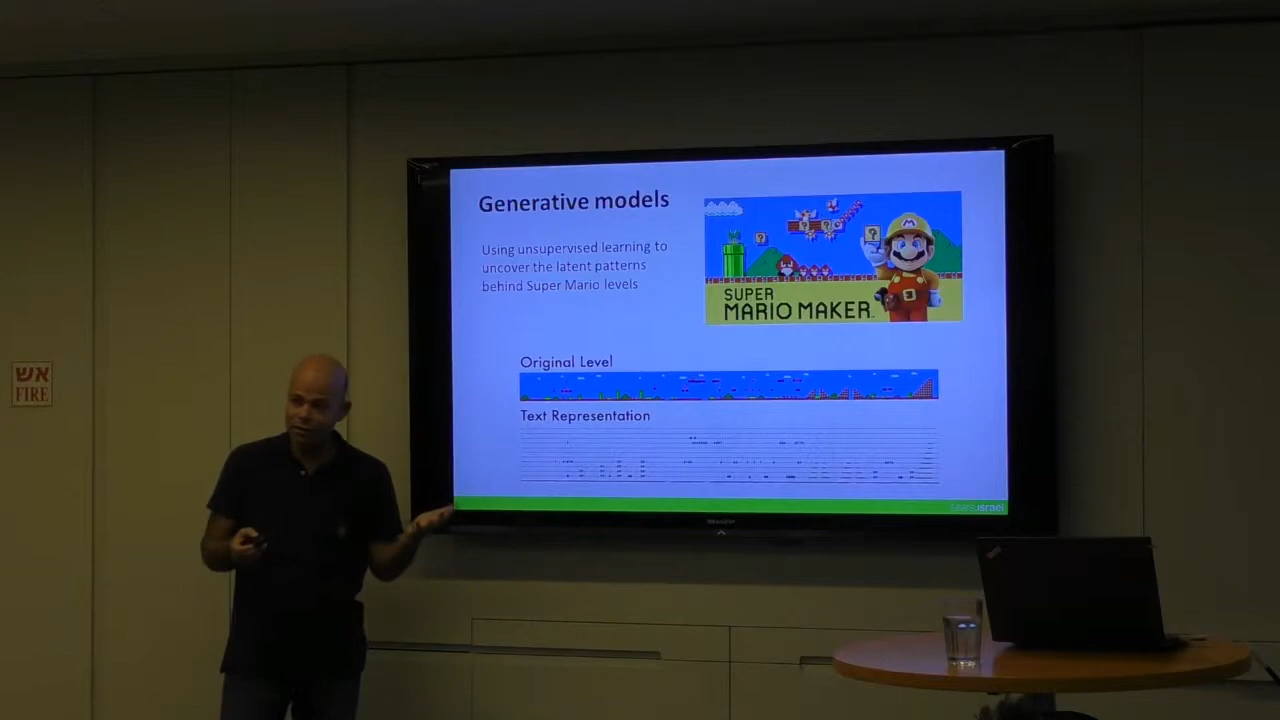 Generative models
Using unsupervised learning to
uncover the latent patterns
behind Super Mario levels
SUPER
MARIO MAKER
Original Level
Text Representation
israel
אש
FIRE